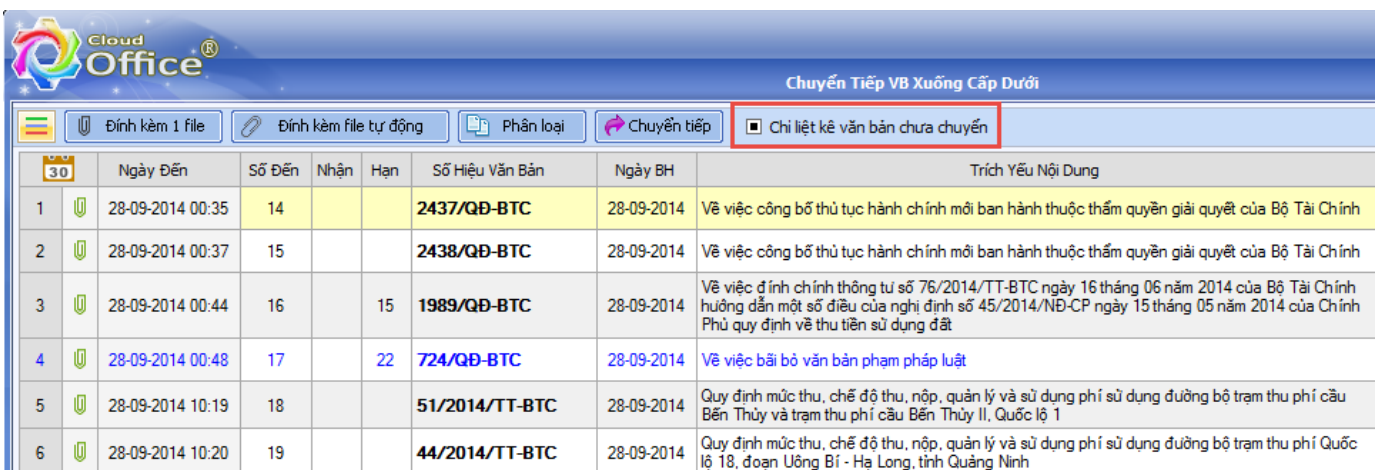 Cloud
Office®
Chuyển Tiếp VB Xuống Cấp Dưới
Đính kèm 1 file Đính kèm file tự động Phân loại Chuyển tiếp Chỉ liệt kê văn bản chưa chuyển
30 Ngày Đến Số Đến Nhận Hạn Số Hiệu Văn Bản Ngày BH Trích Yếu Nội Dung
1 28-09-2014 00:35 14 2437/QĐ-BTC 28-09-2014 Về việc công bố thủ tục hành chính mới ban hành thuộc thẩm quyền giải quyết của Bộ Tài Chính
2 28-09-2014 00:37 15 2438/QĐ-BTC 28-09-2014 Về việc công bố thủ tục hành chính mới ban hành thuộc thẩm quyền giải quyết của Bộ Tài Chính
3 28-09-2014 00:44 16 15 1989/QĐ-BTC 28-09-2014 Về việc đính chính thông tư số 76/2014/TT-BTC ngày 16 tháng 06 năm 2014 của Bộ Tài Chính
hướng dẫn một số điều của nghị định số 45/2014/NĐ-CP ngày 15 tháng 05 năm 2014 của Chính
Phủ quy định về thu tiền sử dụng đất
4 28-09-2014 00:48 17 22 724/QĐ-BTC 28-09-2014 Về việc bãi bỏ văn bản phạm pháp luật
5 28-09-2014 10:19 18 51/2014/TT-BTC 28-09-2014 Quy định mức thu, chế độ thu, nộp, quản lý và sử dụng phí sử dụng đường bộ trạm thu phí cầu
Bến Thủy và trạm thu phí cầu Bến Thủy II, Quốc lộ 1
6 28-09-2014 10:20 19 44/2014/TT-BTC 28-09-2014 Quy định mức thu, chế độ thu, nộp, quản lý và sử dụng phí sử dụng đường bộ trạm thu phí Quốc
lộ 18, đoạn Uông Bí - Hạ Long, tỉnh Quảng Ninh